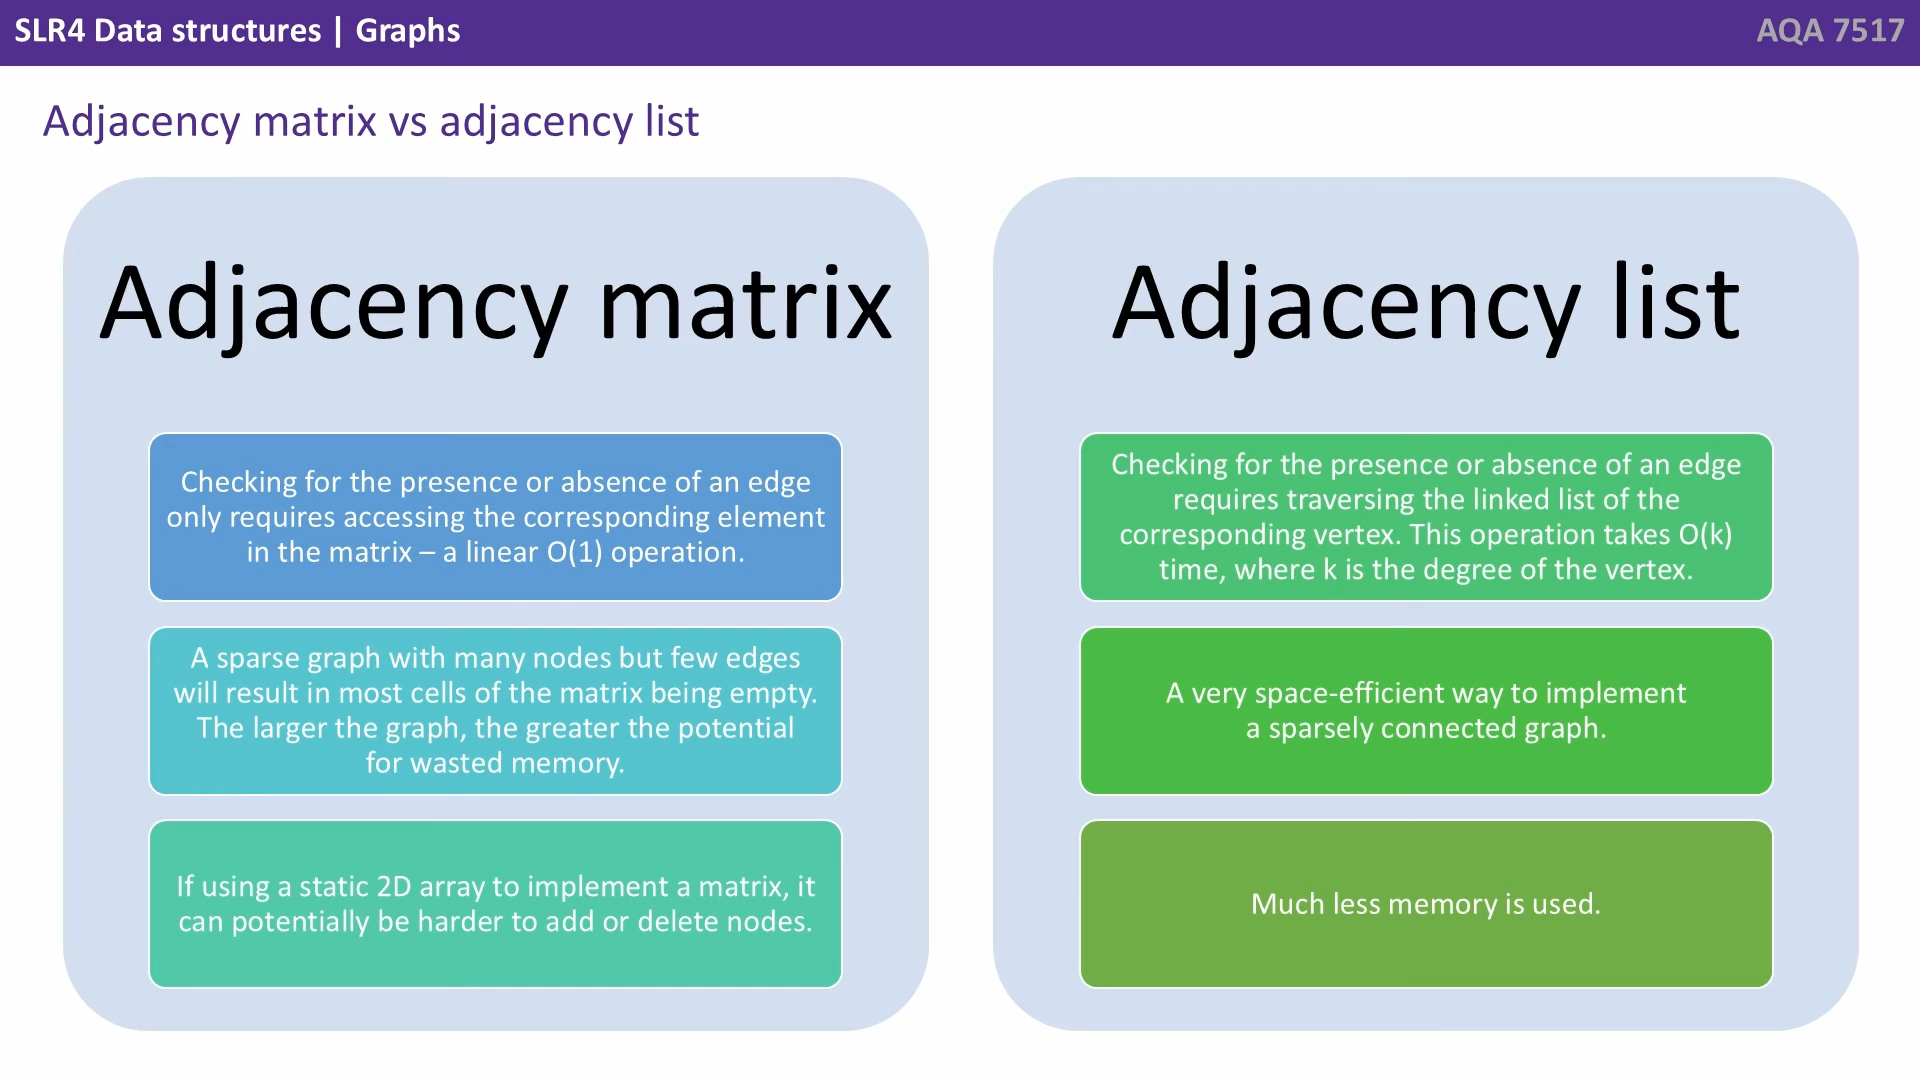 SLR4 Data structures | Graphs
AQA 7517
Adjacency matrix vs adjacency list
Adjacency matrix
Checking for the presence or absence of an edge
only requires accessing the corresponding element
in the matrix – a linear O(1) operation.
A sparse graph with many nodes but few edges
will result in most cells of the matrix being empty.
The larger the graph, the greater the potential
for wasted memory.
If using a static 2D array to implement a matrix, it
can potentially be harder to add or delete nodes.
Adjacency list
Checking for the presence or absence of an edge
requires traversing the linked list of the
corresponding vertex. This operation takes O(k)
time, where k is the degree of the vertex.
A very space-efficient way to implement
a sparsely connected graph.
Much less memory is used.